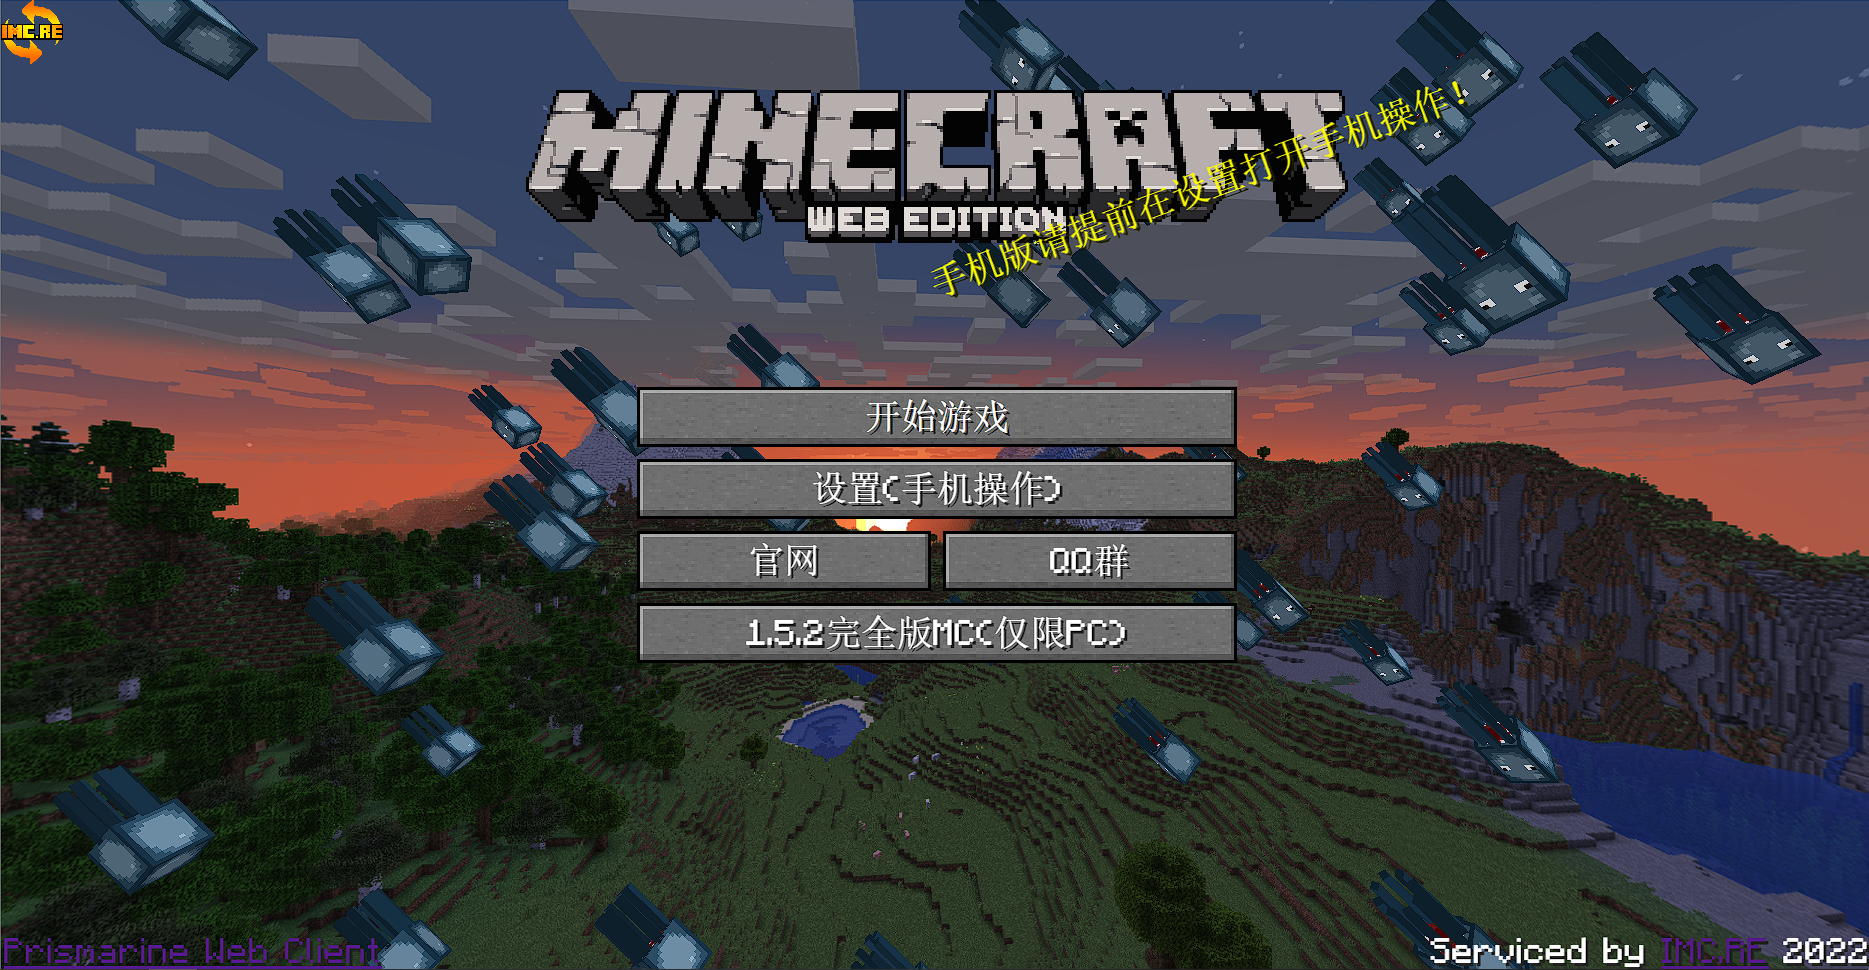 IMC.RE
MINECRAFT
WEB EDITION
手机版请提前在设置打开手机操作!
开始游戏
设置(手机操作)
官网
QQ群
1.5.2完全版MC(仅限PC)
Prismarine Web Client
Serviced by IMC.RE 2022